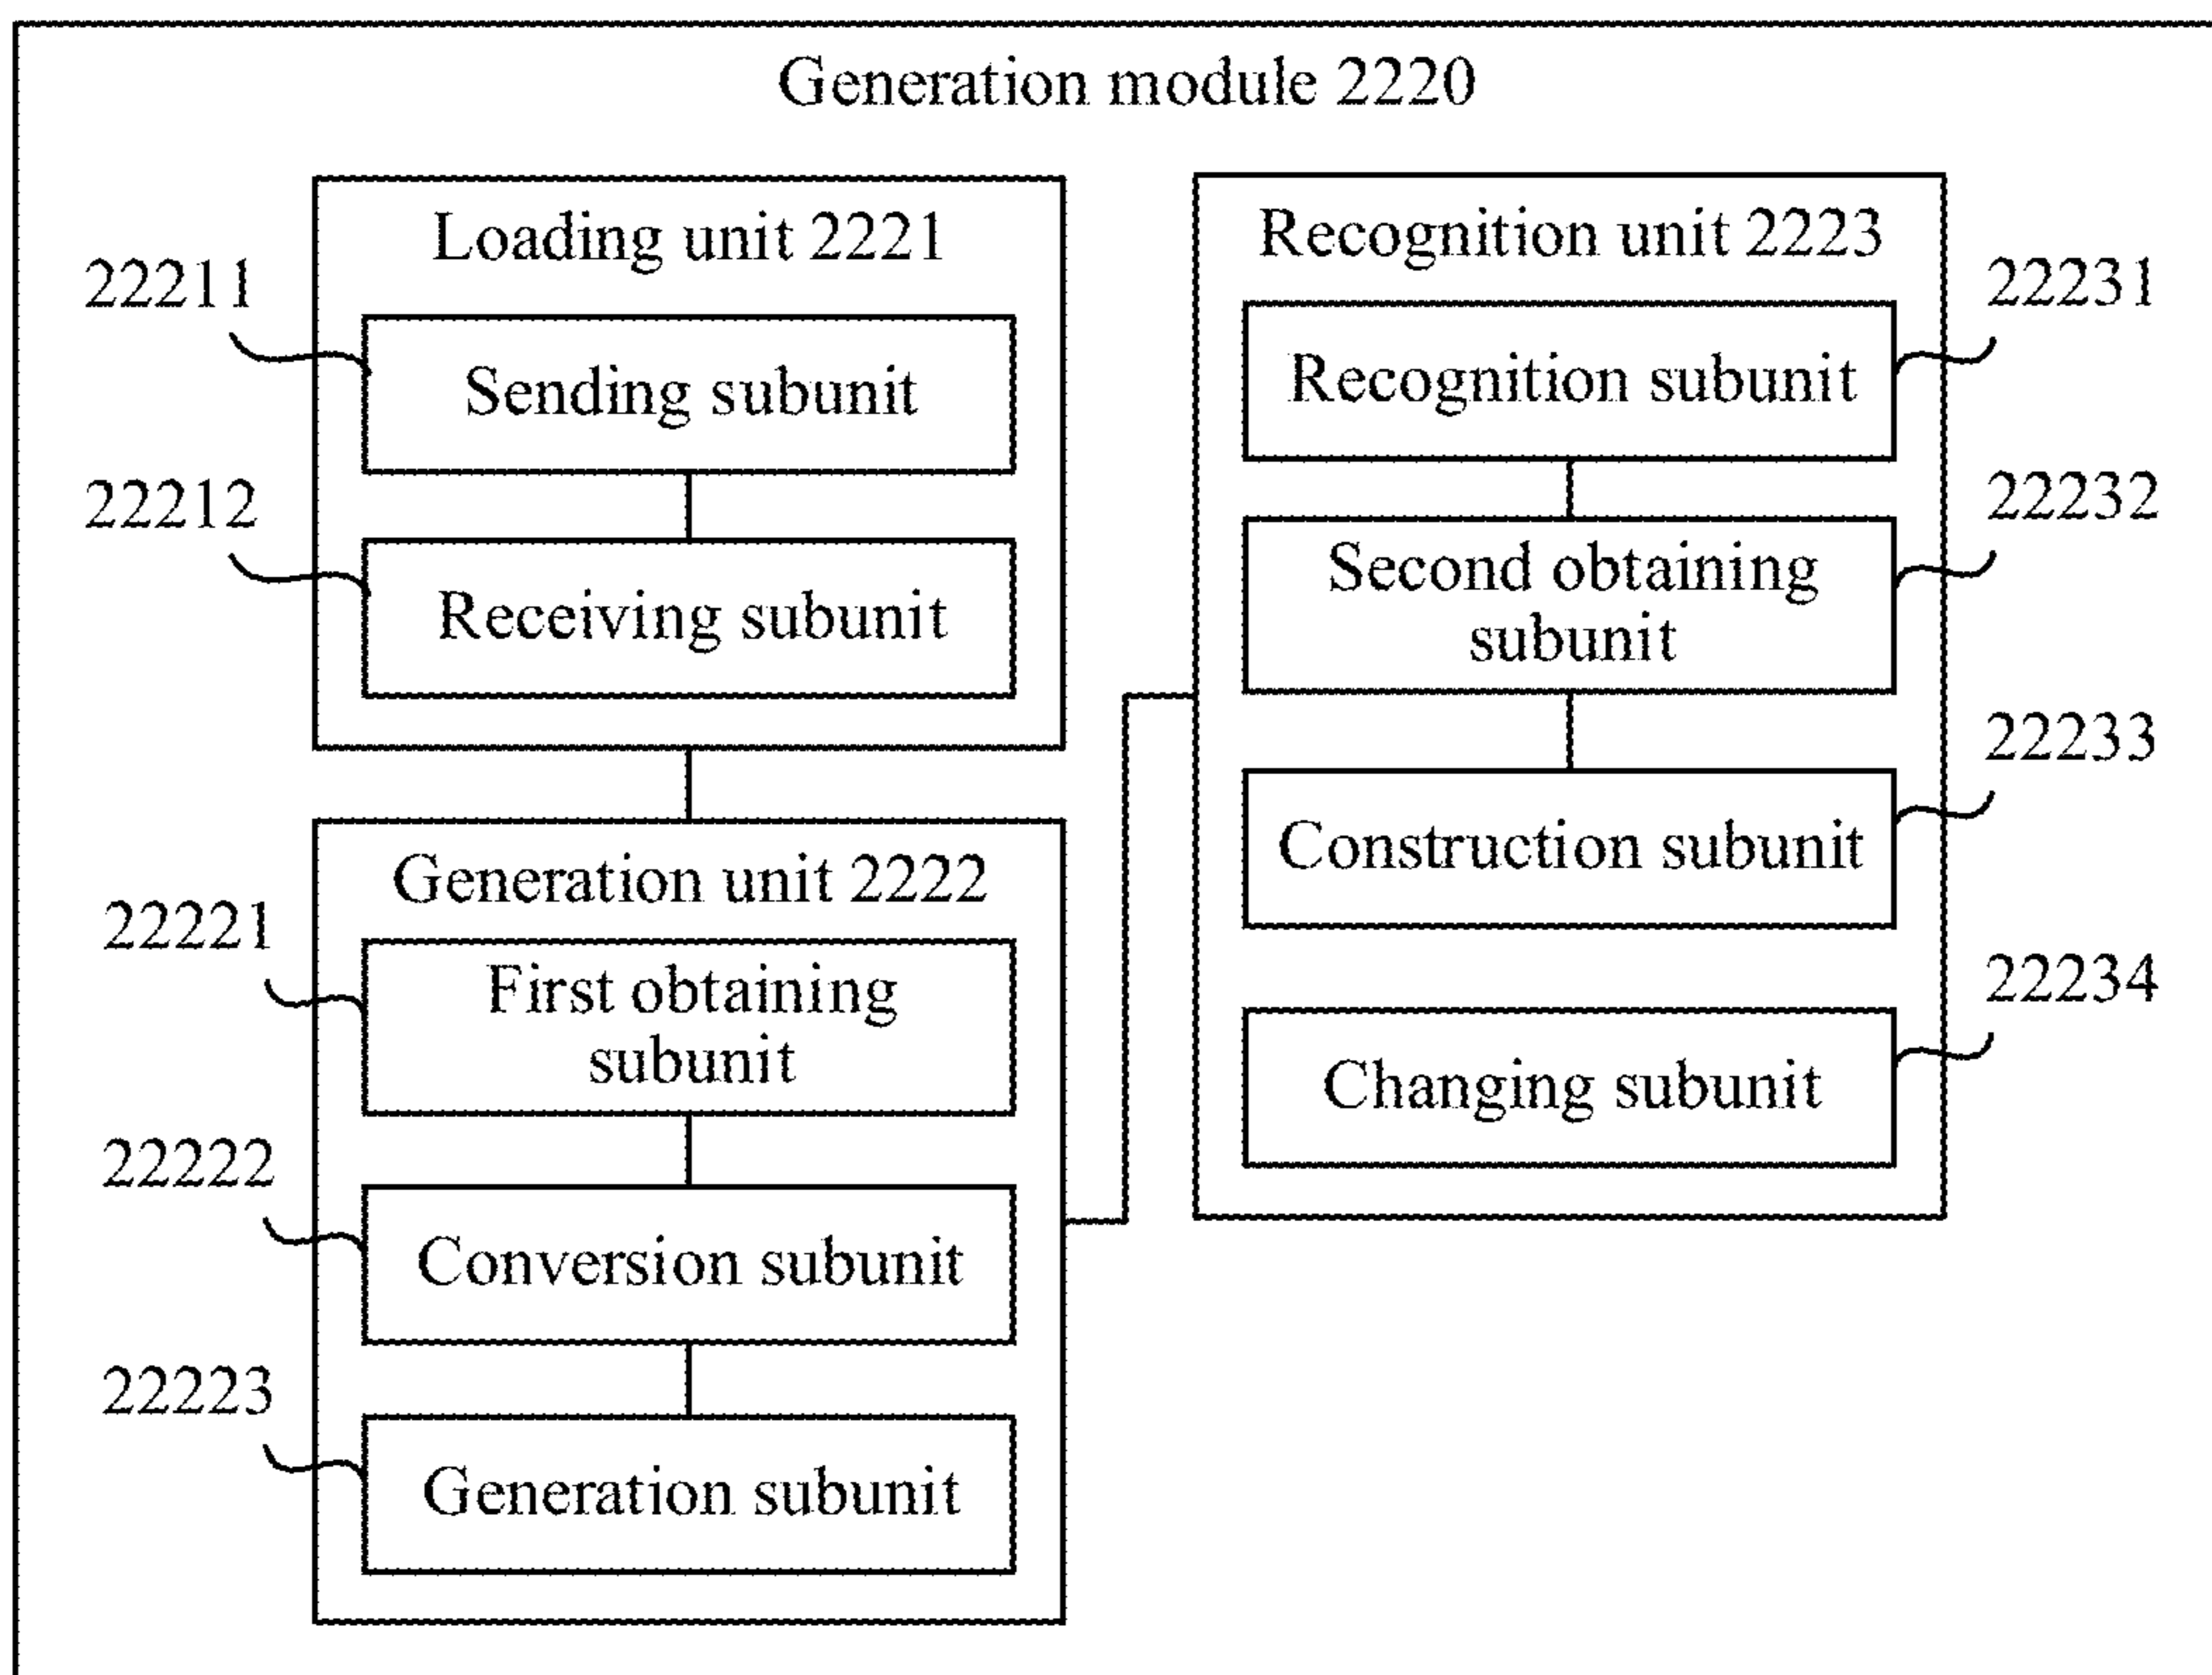 Generation module 2220
Loading unit 2221
22211
Sending subunit
22212
Receiving subunit
Generation unit 2222
22221
First obtaining
subunit
22222
Conversion subunit
22223
Generation subunit
Recognition unit 2223
22231
Recognition subunit
22232
Second obtaining
subunit
22233
Construction subunit
22234
Changing subunit